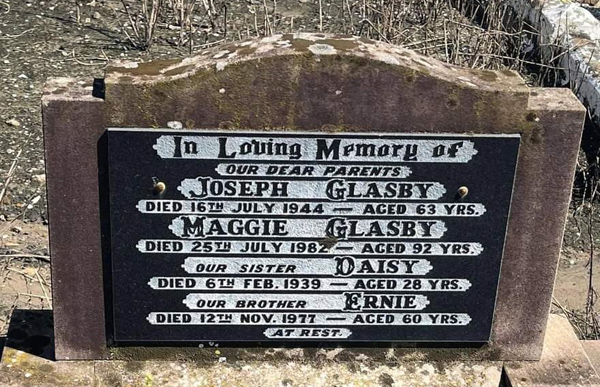 In Loving Memory of
OUR DEAR PARENTS
JOSEPH GLASBY
DIED 16TH JULY 1944 — AGED 63 YRS.
MAGGIE GLASBY
DIED 25TH JULY 1982 — AGED 92 YRS.
OUR SISTER DAISY
DIED 6TH FEB. 1939 — AGED 28 YRS.
OUR BROTHER ERNIE
DIED 12TH NOV. 1977 — AGED 60 YRS.
AT REST.